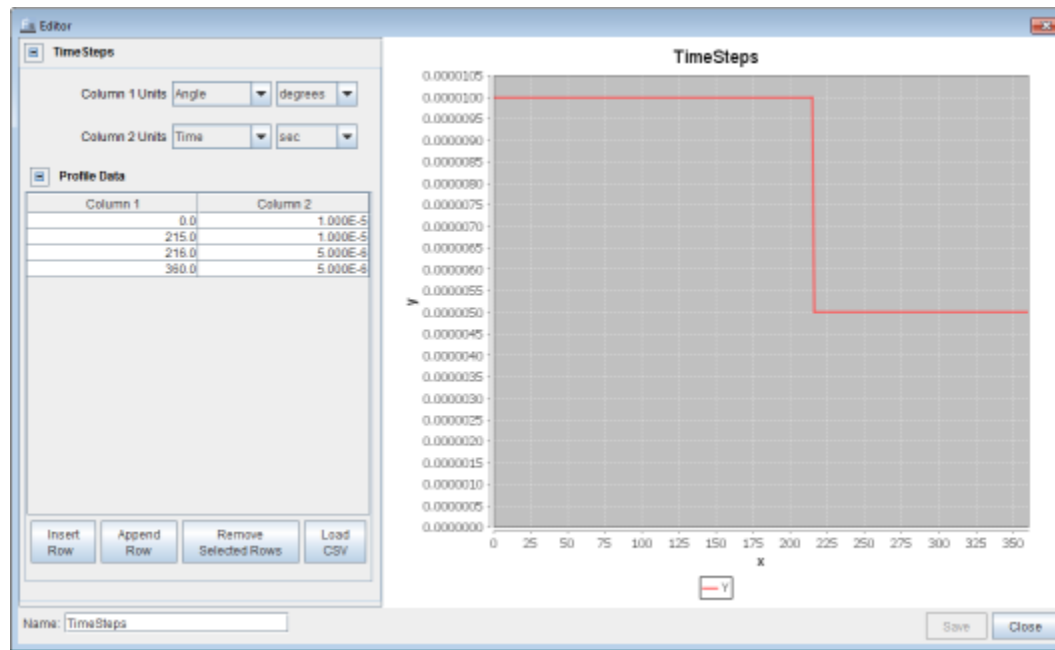 Editor
TimeSteps
Column 1 Units Angle degrees
Column 2 Units Time sec
Profile Data
Column 1 Column 2
0.0 1.000E-5
215.0 1.000E-5
216.0 5.000E-6
360.0 5.000E-6
Insert Row Append Row Remove Selected Rows Load CSV
TimeSteps
0.0000105
0.0000100
0.0000095
0.0000090
0.0000085
0.0000080
0.0000075
0.0000070
0.0000065
0.0000060
0.0000055
y
0.0000050
0.0000045
0.0000040
0.0000035
0.0000030
0.0000025
0.0000020
0.0000015
0.0000010
0.0000005
0.0000000
0 25 50 75 100 125 150 175 200 225 250 275 300 325 350
x
Y
Name: TimeSteps
Save Close